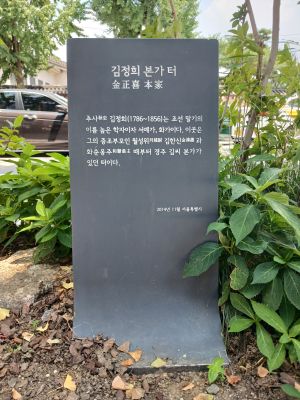 김정희 본가 터
金正喜 本家
추사秋史 김정희(1786~1856)는 조선 말기의
이름 높은 학자이자 서예가, 화가이다. 이곳은
그의 증조부모인 월성위月城尉 김한신金漢藎과
화순옹주和順翁主 때부터 경주 김씨 본가가
있던 터이다.
2014년 11월 서울특별시